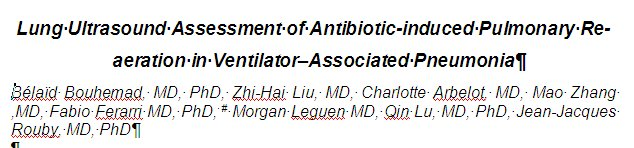 Lung Ultrasound Assessment of Antibiotic-induced Pulmonary Re-
aeration in Ventilator–Associated Pneumonia¶
Bélaïd Bouhemad, MD, PhD, Zhi-Hai Liu, MD, Charlotte Arbelot, MD, Mao Zhang
,MD, Fabio Ferarri MD, PhD, # Morgan Leguen MD, Qin Lu, MD, PhD, Jean-Jacques
Rouby, MD, PhD¶
¶